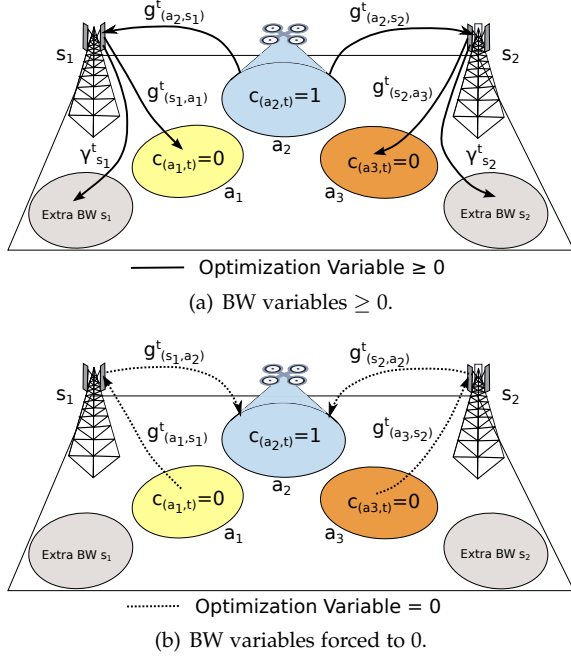 g^t_(a₂,s₁) g^t_(a₂,s₂)
s₁ s₂
g^t_(s₁,a₁) c_(a₂,t)=1 g^t_(s₂,a₃)
a₂
γ^t_s₁ c_(a₁,t)=0 c_(a3,t)=0 γ^t_s₂
a₁ a₃
Extra BW s₁ Extra BW s₂
Optimization Variable ≥ 0
(a) BW variables ≥ 0.
g^t_(s₁,a₂) g^t_(s₂,a₂)
s₁ s₂
g^t_(a₁,s₁) c_(a₂,t)=1 g^t_(a₃,s₂)
a₂
c_(a₁,t)=0 c_(a3,t)=0
a₁ a₃
Extra BW s₁ Extra BW s₂
Optimization Variable = 0
(b) BW variables forced to 0.